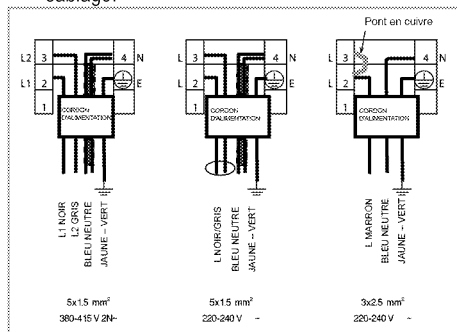 câblage.
Pont en cuivre
L2 3 4 N
L1 2 E
1
CORDON
D'ALIMENTATION
L1 NOIR
L2 GRIS
BLEU NEUTRE
JAUNE – VERT
5x1.5 mm²
380-415 V 2N~
L 3 4 N
L 2 E
1
CORDON
D'ALIMENTATION
L NOIR/GRIS
BLEU NEUTRE
JAUNE – VERT
5x1.5 mm²
220-240 V ~
L 3 4 N
L 2 E
1
CORDON
D'ALIMENTATION
L MARRON
BLEU NEUTRE
JAUNE – VERT
3x2.5 mm²
220-240 V ~